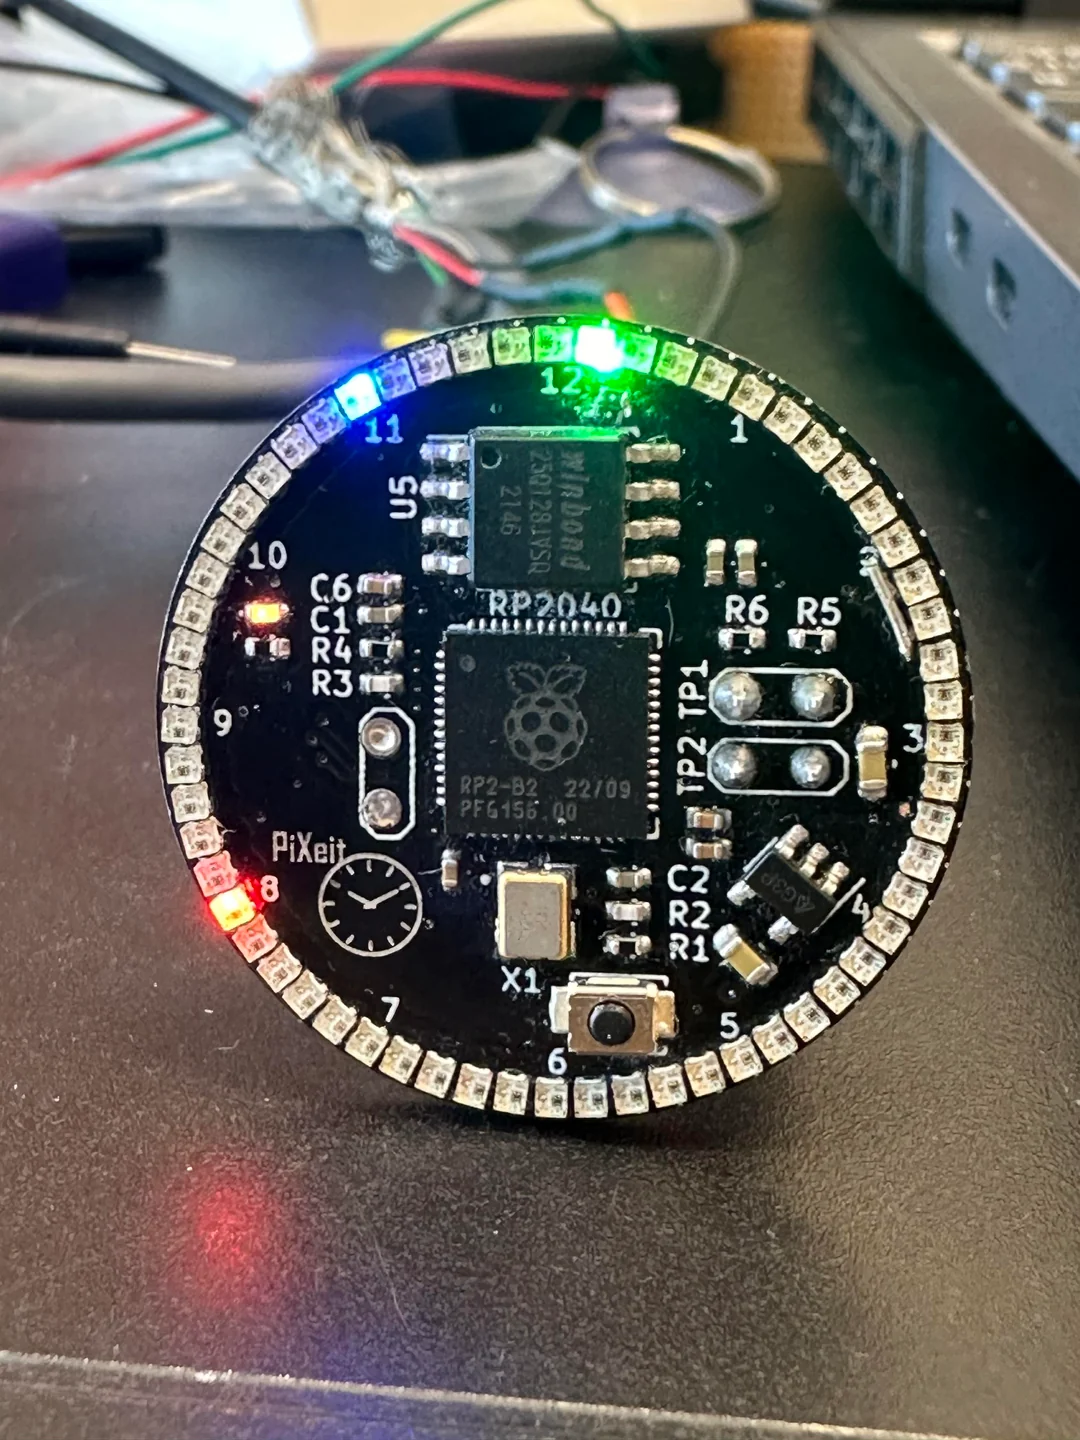 12
11
1
U5
winbond
25Q128JVSQ
2146
10
2
RP2040
C6
C1
R4
R3
R6
R5
TP1
9
3
TP2
RP2-B2 22/09
PFG156.00
PiXeit
8
C2
R2
R1
4
X1
7
5
6